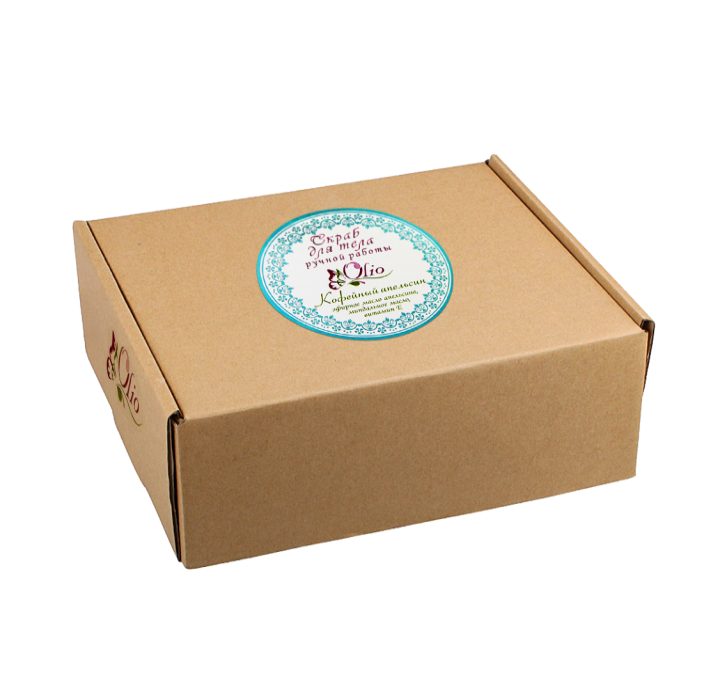 Скраб
для тела
ручной работы
Olio
Кофейный апельсин
эфирное масло апельсина,
миндальное масло,
витамин Е
Olio